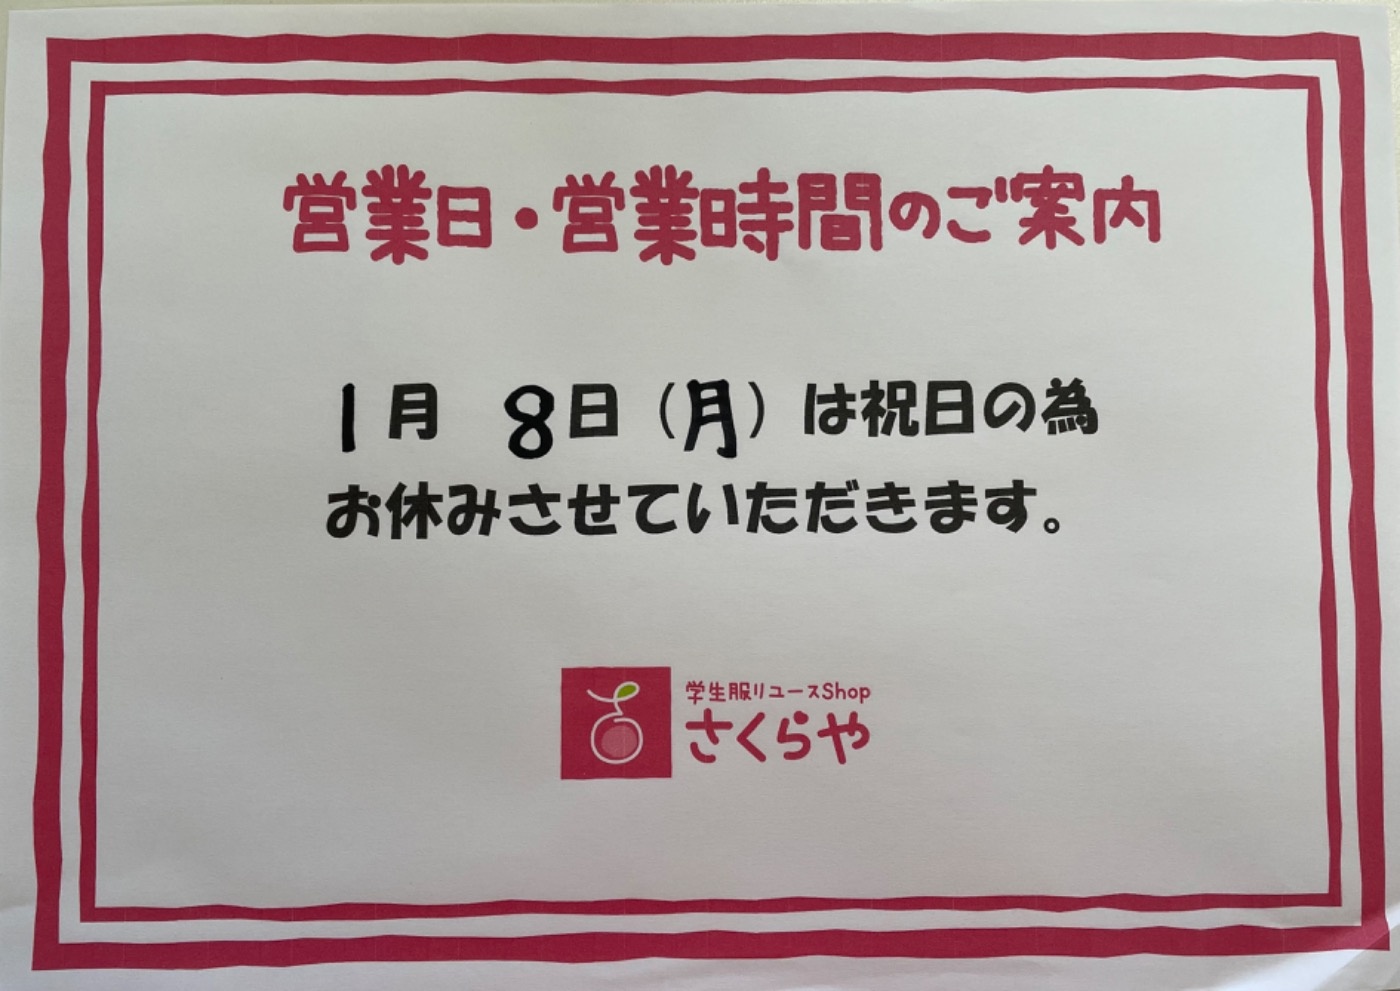 営業日・営業時間のご案内
1月 8日（月）は祝日の為
お休みさせていただきます。
学生服リユースShop
さくらや